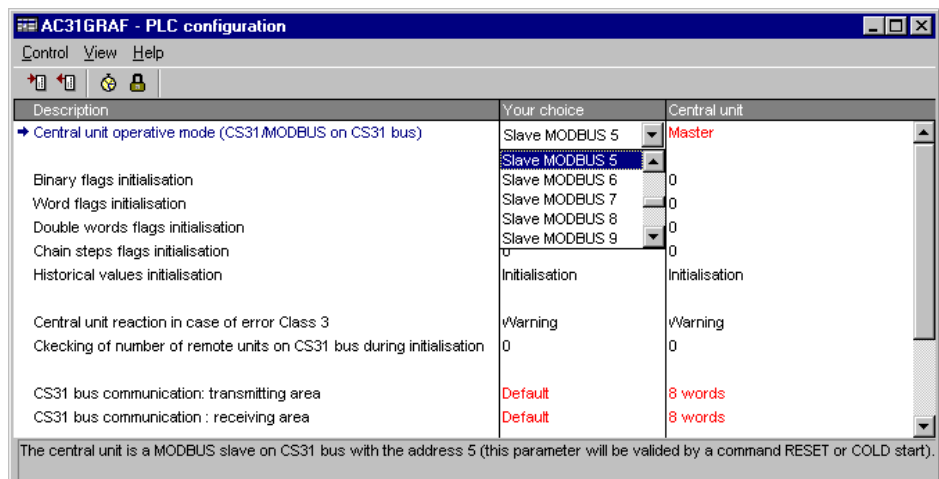 AC31GRAF - PLC configuration
Control View Help
Description Your choice Central unit
Central unit operative mode (CS31/MODBUS on CS31 bus) Slave MODBUS 5 Master
Slave MODBUS 5
Binary flags initialisation Slave MODBUS 6 0
Word flags initialisation Slave MODBUS 7 0
Double words flags initialisation Slave MODBUS 8 0
Slave MODBUS 9
Chain steps flags initialisation 0 0
Historical values initialisation Initialisation Initialisation
Central unit reaction in case of error Class 3 Warning Warning
Ckecking of number of remote units on CS31 bus during initialisation 0 0
CS31 bus communication: transmitting area Default 8 words
CS31 bus communication : receiving area Default 8 words
The central unit is a MODBUS slave on CS31 bus with the address 5 (this parameter will be valided by a command RESET or COLD start).